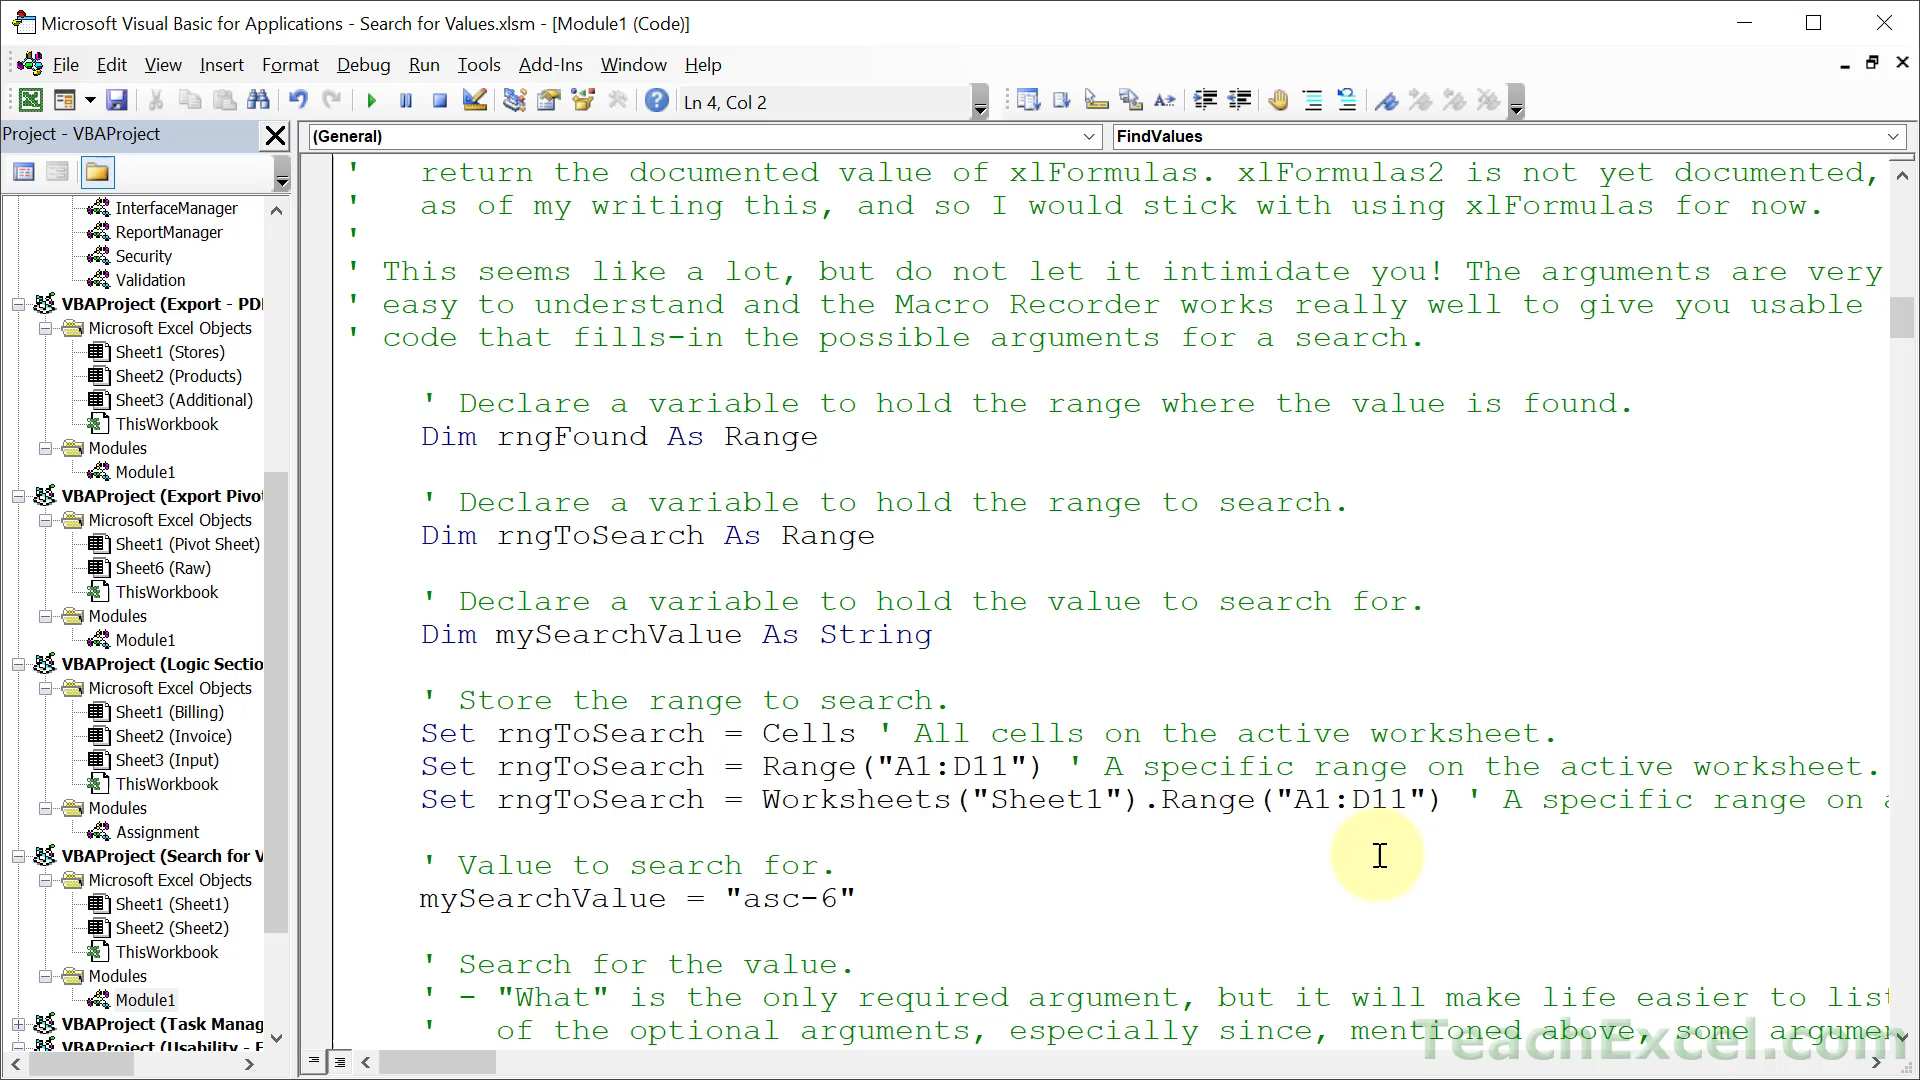 Microsoft Visual Basic for Applications - Search for Values.xlsm - [Module1 (Code)]
File Edit View Insert Format Debug Run Tools Add-Ins Window Help
Ln 4, Col 2
Project - VBAProject
(General)
FindValues
InterfaceManager
ReportManager
Security
Validation
VBAProject (Export - PD
Microsoft Excel Objects
Sheet1 (Stores)
Sheet2 (Products)
Sheet3 (Additional)
ThisWorkbook
Modules
Module1
VBAProject (Export Pivo
Microsoft Excel Objects
Sheet1 (Pivot Sheet)
Sheet6 (Raw)
ThisWorkbook
Modules
Module1
VBAProject (Logic Sectio
Microsoft Excel Objects
Sheet1 (Billing)
Sheet2 (Invoice)
Sheet3 (Input)
ThisWorkbook
Modules
Assignment
VBAProject (Search for V
Microsoft Excel Objects
Sheet1 (Sheet1)
Sheet2 (Sheet2)
ThisWorkbook
Modules
Module1
VBAProject (Task Manag
VBAProject (Usability - F
' return the documented value of xlFormulas. xlFormulas2 is not yet documented,
' as of my writing this, and so I would stick with using xlFormulas for now.
'
' This seems like a lot, but do not let it intimidate you! The arguments are very
' easy to understand and the Macro Recorder works really well to give you usable
' code that fills-in the possible arguments for a search.
' Declare a variable to hold the range where the value is found.
Dim rngFound As Range
' Declare a variable to hold the range to search.
Dim rngToSearch As Range
' Declare a variable to hold the value to search for.
Dim mySearchValue As String
' Store the range to search.
Set rngToSearch = Cells ' All cells on the active worksheet.
Set rngToSearch = Range("A1:D11") ' A specific range on the active worksheet.
Set rngToSearch = Worksheets("Sheet1").Range("A1:D11") ' A specific range on
' Value to search for.
mySearchValue = "asc-6"
' Search for the value.
' - "What" is the only required argument, but it will make life easier to list
' of the optional arguments, especially since, mentioned above, some argumen
TeachExcel.com